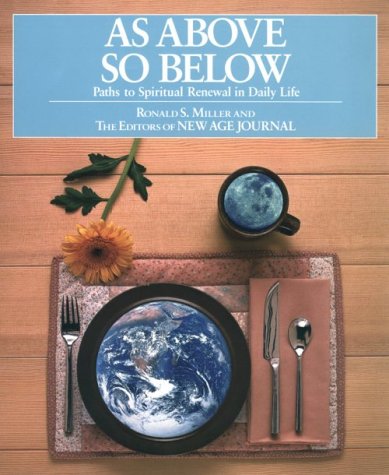 AS ABOVE
SO BELOW
Paths to Spiritual Renewal in Daily Life
RONALD S. MILLER AND
THE EDITORS OF NEW AGE JOURNAL